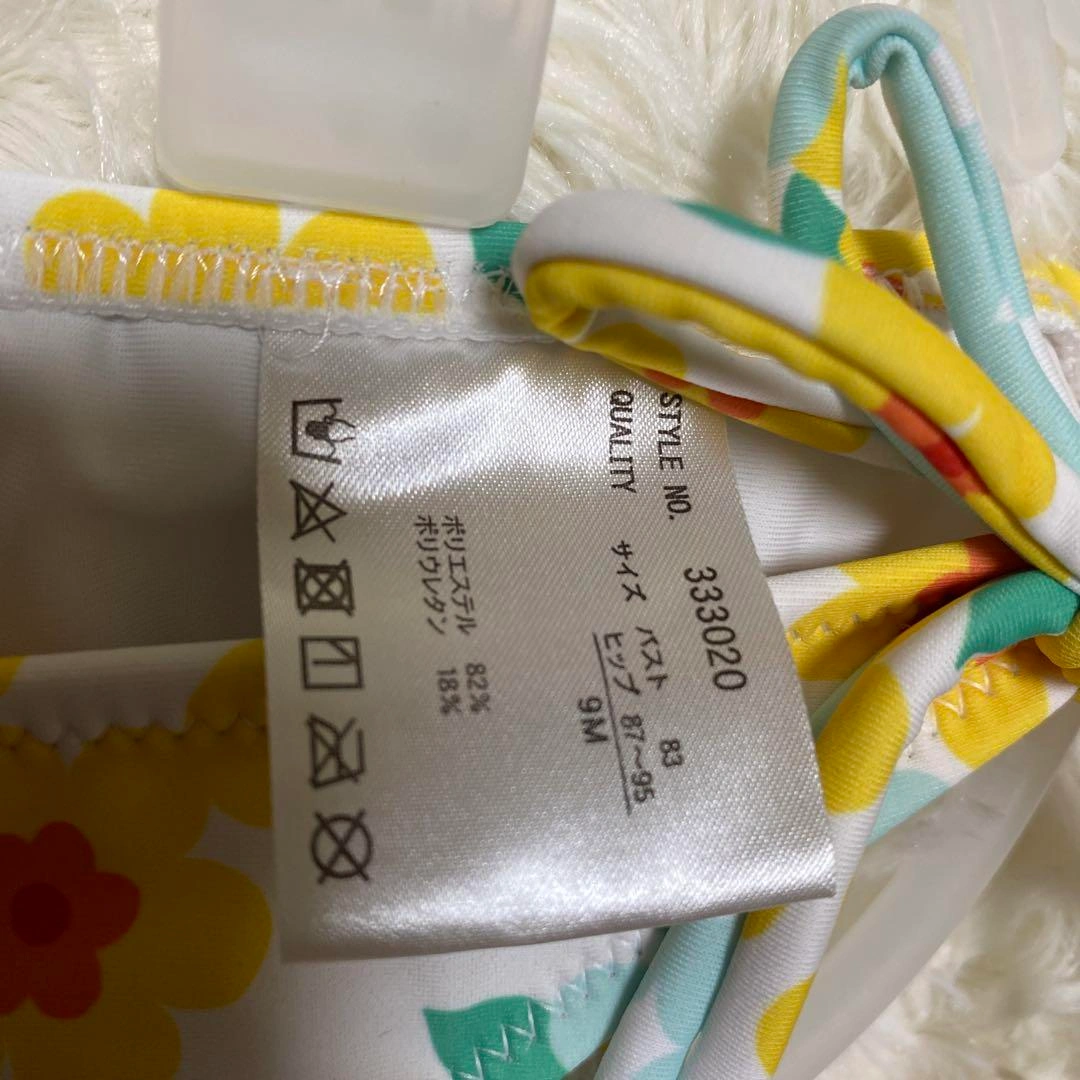 STYLE NO. 333020
QUALITY
サイズ バスト 83
ヒップ 87〜95
9M
ポリエステル 82%
ポリウレタン 18%